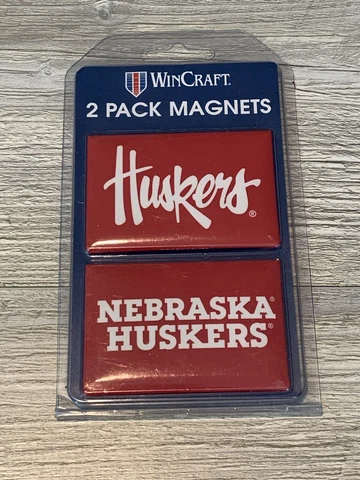 WINCRAFT.
2 PACK MAGNETS
Huskers®
NEBRASKA®
HUSKERS®